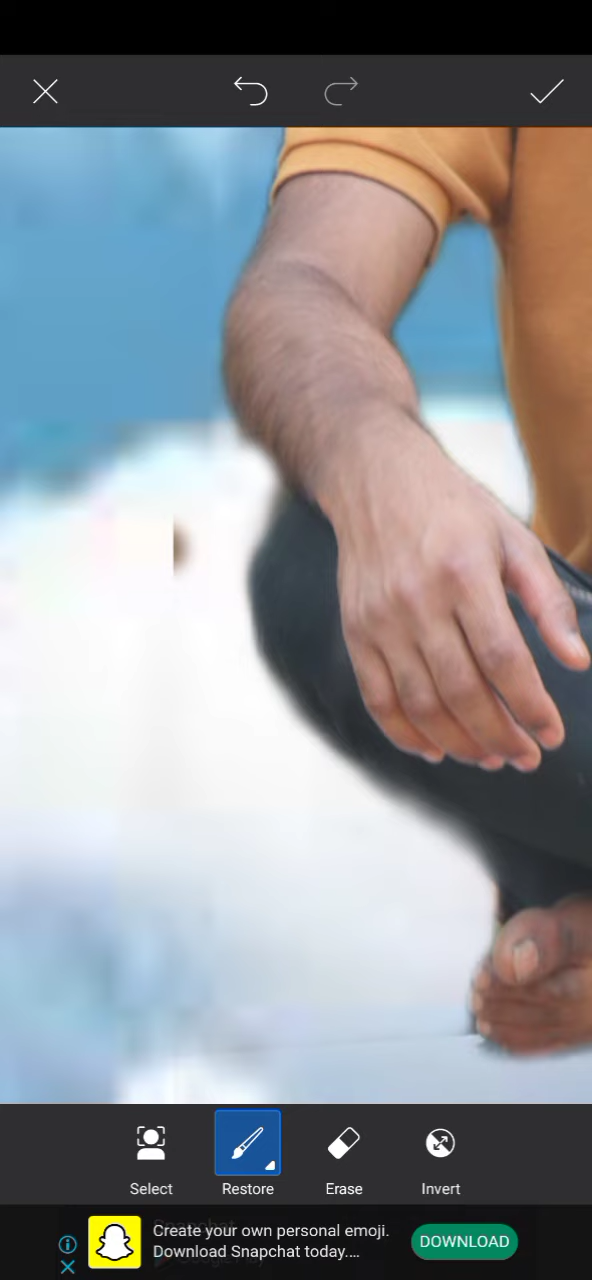 Select Restore Erase Invert
Create your own personal emoji.
Download Snapchat today....
DOWNLOAD